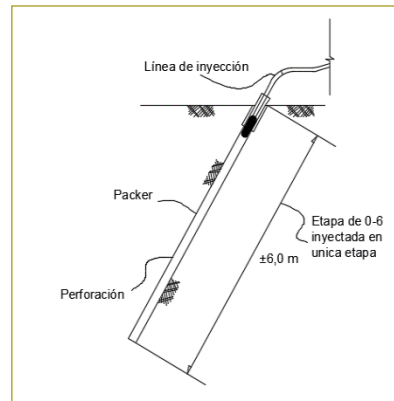 Línea de inyección
Packer
Etapa de 0-6
inyectada en
unica etapa
±6,0 m
Perforación